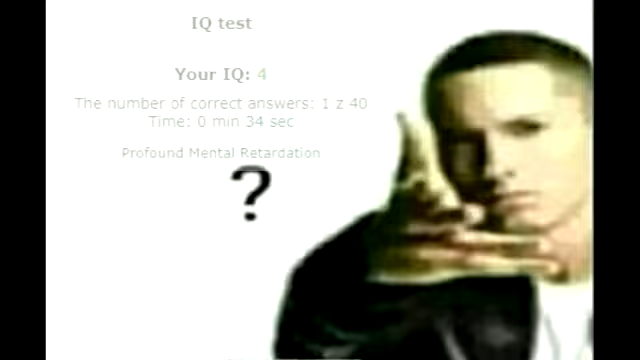 IQ test
Your IQ: 4
The number of correct answers: 1 z 40
Time: 0 min 34 sec
Profound Mental Retardation
?